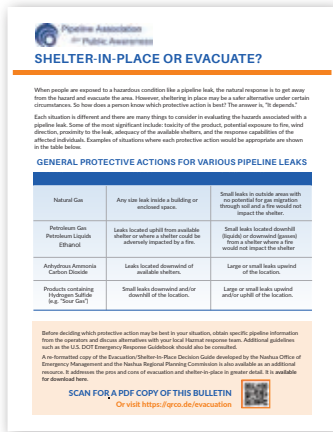 Pipeline Association
for Public Awareness
SHELTER-IN-PLACE OR EVACUATE?
When people are exposed to a hazardous condition like a pipeline leak, the natural response is to get away
from the hazard and evacuate the area. However, sheltering in place may be a safer alternative under certain
circumstances. So how does a person know which protective action is best? The answer is, "It depends."
Each situation is different and there are many things to consider in evaluating the hazards associated with a
pipeline leak. Some of the most significant include: toxicity of the product, potential exposure to fire, wind
direction, proximity to the leak, adequacy of the available shelters, and the response capabilities of the
affected individuals. Examples of situations where each protective action would be appropriate are shown
in the table below.
GENERAL PROTECTIVE ACTIONS FOR VARIOUS PIPELINE LEAKS
Natural Gas
Any size leak inside a building or
enclosed space.
Small leaks in outside areas with
no potential for gas migration
through soil and a fire would not
impact the shelter.
Petroleum Gas
Petroleum Liquids
Ethanol
Leaks located uphill from available
shelter or where a shelter could be
adversely impacted by a fire.
Small leaks located downhill
(liquids) or downwind (gasses)
from a shelter where a fire
would not impact the shelter
Anhydrous Ammonia
Carbon Dioxide
Leaks located downwind of
available shelters.
Large or small leaks upwind
of the location.
Products containing
Hydrogen Sulfide
(e.g. "Sour Gas")
Small leaks downwind and/or
downhill of the location.
Large or small leaks upwind
and/or uphill of the location.
Before deciding which protective action may be best in your situation, obtain specific pipeline information
from the operators and discuss alternatives with your local Hazmat response team. Additional guidelines
such as the U.S. DOT Emergency Response Guidebook should also be consulted.
A re-formatted copy of the Evacuation/Shelter-In-Place Decision Guide developed by the Nashua Office of
Emergency Management and the Nashua Regional Planning Commission is also available as an additional
resource. It addresses the pros and cons of evacuation and shelter-in-place in greater detail. It is available
for download here.
SCAN FOR A PDF COPY OF THIS BULLETIN
Or visit https://qrco.de/evacuation